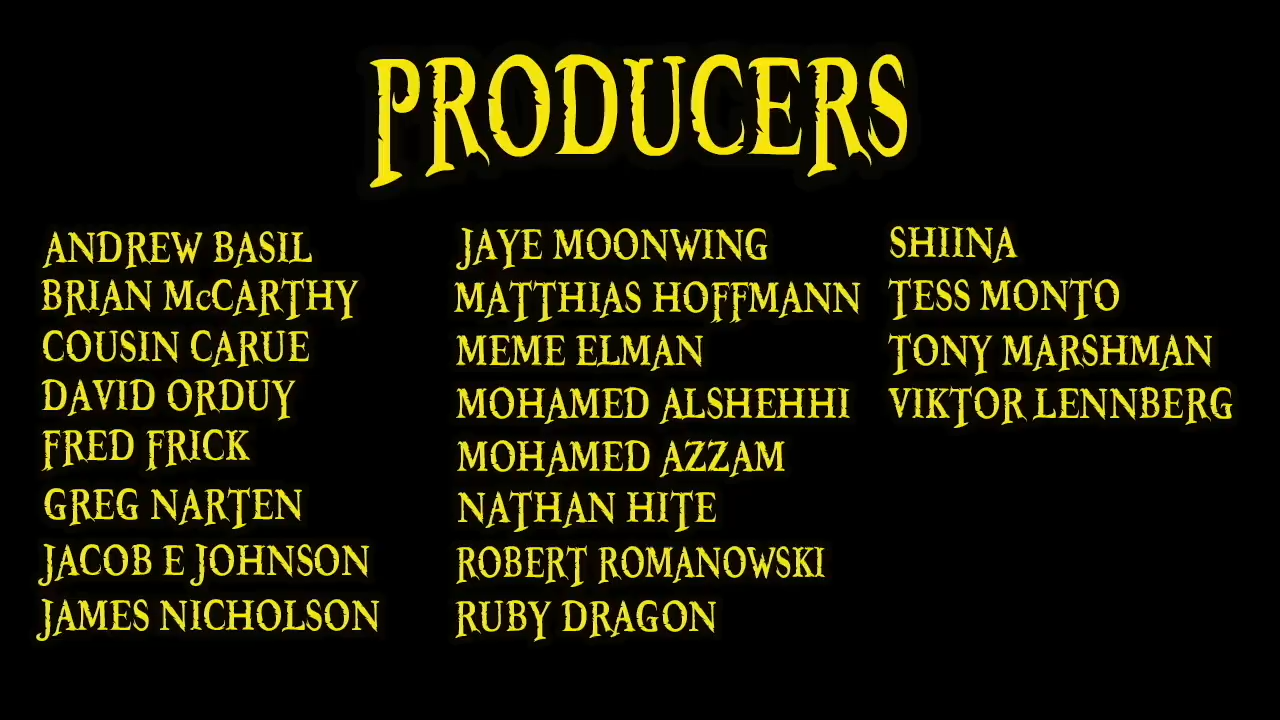 PRODUCERS
ANDREW BASIL
BRIAN McCARTHY
COUSIN CARUE
DAVID ORDUY
FRED FRICK
GREG NARTEN
JACOB E JOHNSON
JAMES NICHOLSON
JAYE MOONWING
MATTHIAS HOFFMANN
MEME ELMAN
MOHAMED ALSHEHHI
MOHAMED AZZAM
NATHAN HITE
ROBERT ROMANOWSKI
RUBY DRAGON
SHIINA
TESS MONTO
TONY MARSHMAN
VIKTOR LENNBERG